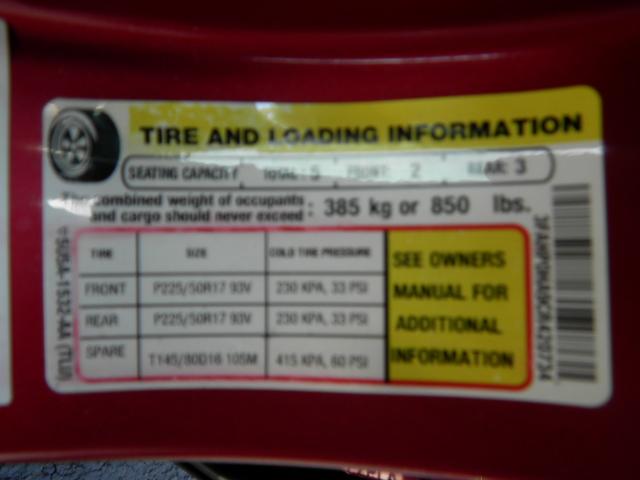 TIRE AND LOADING INFORMATION
SEATING CAPACITY TOTAL: 5 FRONT: 2 REAR: 3
The combined weight of occupants
and cargo should never exceed: 385 kg or 850 lbs.
TIRE SIZE COLD TIRE PRESSURE
FRONT P225/50R17 93V 230 KPA, 33 PSI
REAR P225/50R17 93V 230 KPA, 33 PSI
SPARE T145/80D16 105M 415 KPA, 60 PSI
SEE OWNERS
MANUAL FOR
ADDITIONAL
INFORMATION